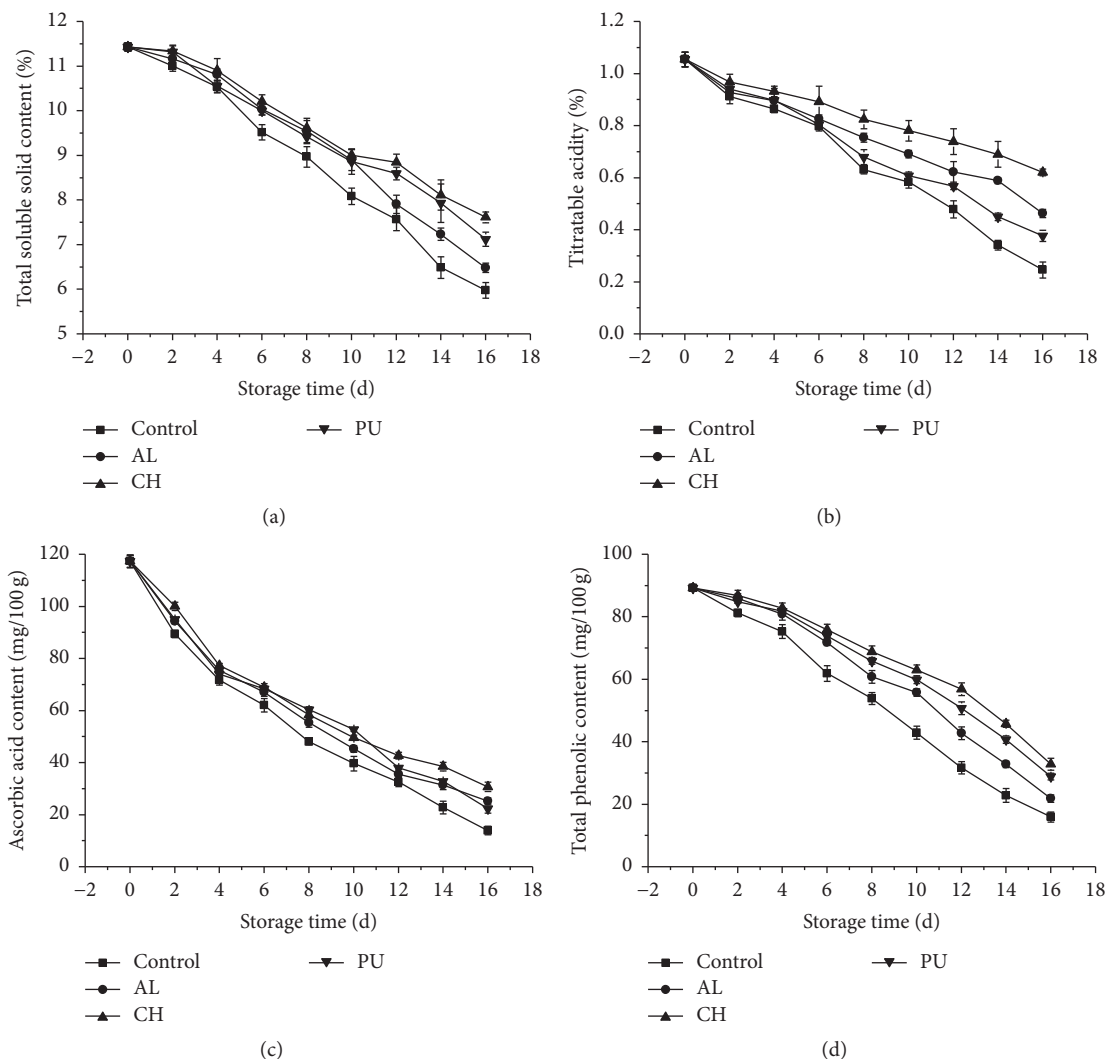 12
11
10
9
8
7
6
5
Total soluble solid content (%)
−2 0 2 4 6 8 10 12 14 16 18
Storage time (d)
Control PU
AL
CH
(a)
1.2
1.0
0.8
0.6
0.4
0.2
0.0
Titratable acidity (%)
−2 0 2 4 6 8 10 12 14 16 18
Storage time (d)
Control PU
AL
CH
(b)
120
100
80
60
40
20
0
Ascorbic acid content (mg/100 g)
−2 0 2 4 6 8 10 12 14 16 18
Storage time (d)
Control PU
AL
CH
(c)
100
80
60
40
20
0
Total phenolic content (mg/100 g)
−2 0 2 4 6 8 10 12 14 16 18
Storage time (d)
Control PU
AL
CH
(d)